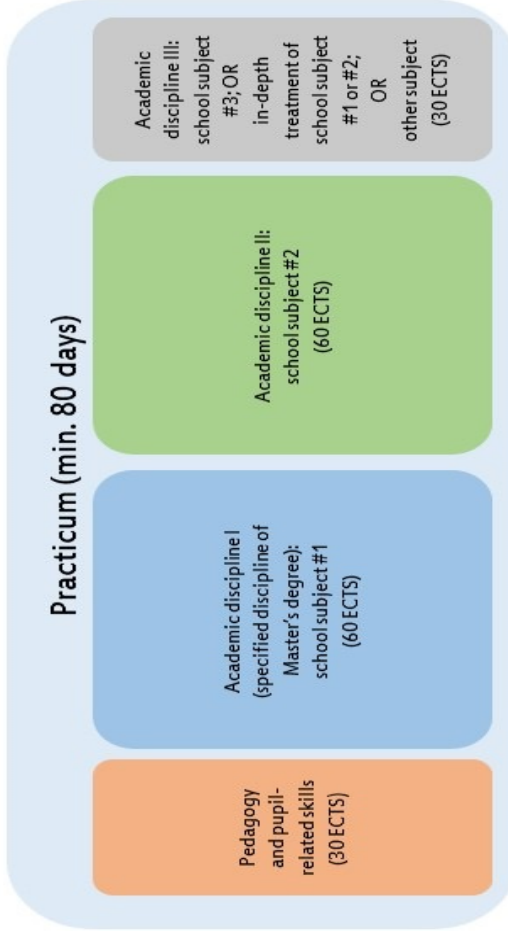 Practicum (min. 80 days)
Pedagogy
and pupil-
related skills
(30 ECTS)
Academic discipline I
(specified discipline of
Master's degree):
school subject #1
(60 ECTS)
Academic discipline II:
school subject #2
(60 ECTS)
Academic
discipline III:
school subject
#3; OR
in-depth
treatment of
school subject
#1 or #2;
OR
other subject
(30 ECTS)